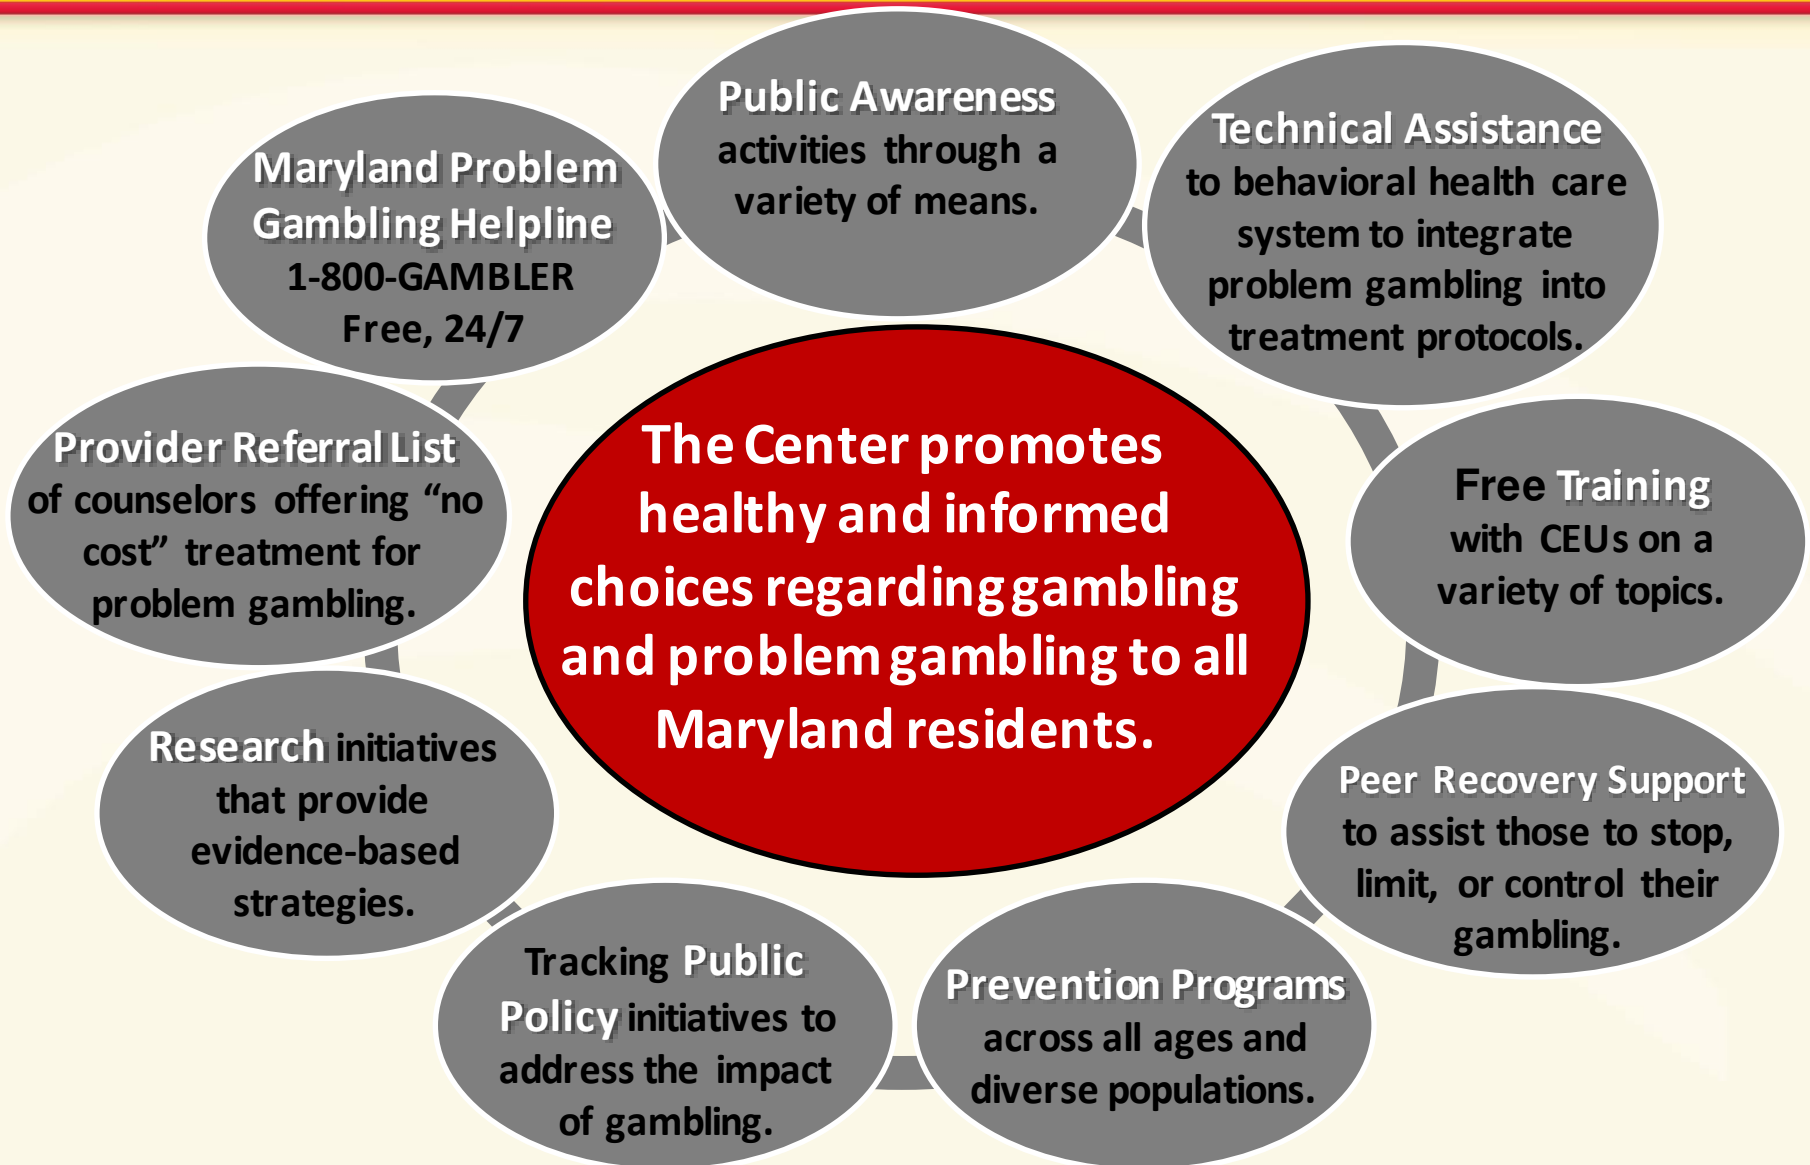 Public Awareness
activities through a
variety of means.
Technical Assistance
to behavioral health care
system to integrate
problem gambling into
treatment protocols.
Free Training
with CEUs on a
variety of topics.
Peer Recovery Support
to assist those to stop,
limit, or control their
gambling.
Prevention Programs
across all ages and
diverse populations.
Tracking Public
Policy initiatives to
address the impact
of gambling.
Research initiatives
that provide
evidence-based
strategies.
Provider Referral List
of counselors offering “no
cost” treatment for
problem gambling.
Maryland Problem
Gambling Helpline
1-800-GAMBLER
Free, 24/7
The Center promotes
healthy and informed
choices regarding gambling
and problem gambling to all
Maryland residents.